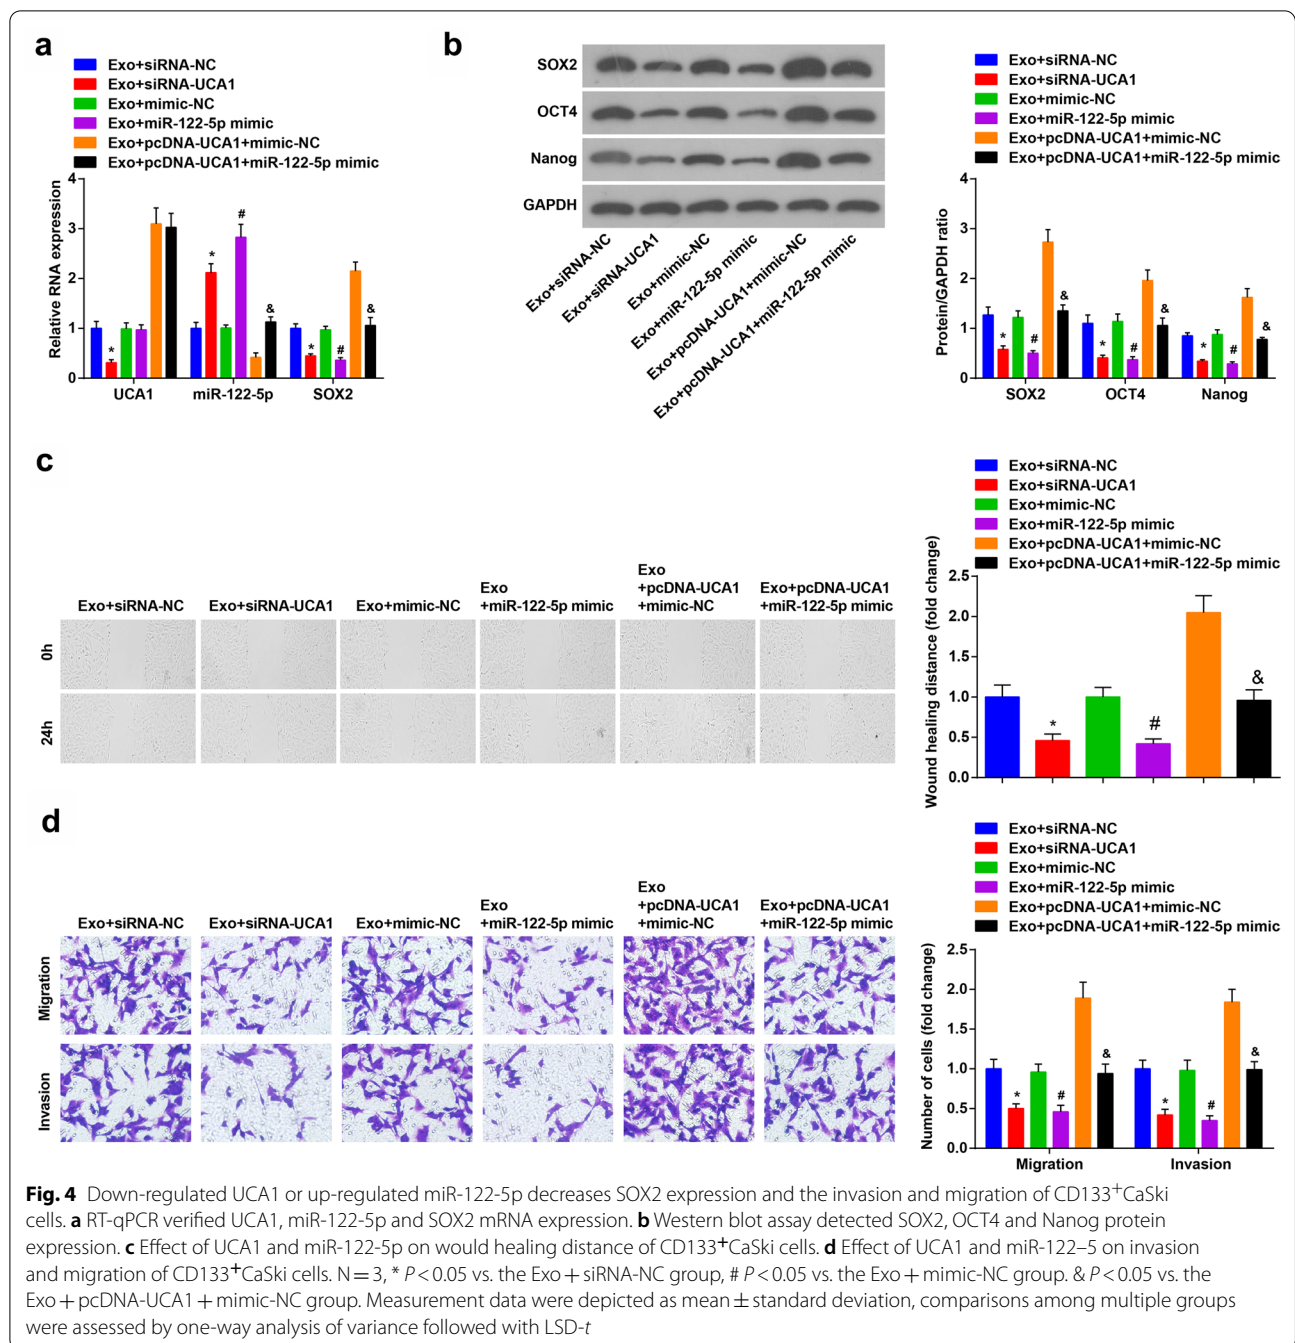 a
Exo+siRNA-NC
Exo+siRNA-UCA1
Exo+mimic-NC
Exo+miR-122-5p mimic
Exo+pcDNA-UCA1+mimic-NC
Exo+pcDNA-UCA1+miR-122-5p mimic
Relative RNA expression
4
3
2
1
0
*
*
#
&
*
#
&
UCA1
miR-122-5p
SOX2
b
SOX2
OCT4
Nanog
GAPDH
Exo+siRNA-NC
Exo+siRNA-UCA1
Exo+mimic-NC
Exo+miR-122-5p mimic
Exo+pcDNA-UCA1+mimic-NC
Exo+pcDNA-UCA1+miR-122-5p mimic
Exo+siRNA-NC
Exo+siRNA-UCA1
Exo+mimic-NC
Exo+miR-122-5p mimic
Exo+pcDNA-UCA1+mimic-NC
Exo+pcDNA-UCA1+miR-122-5p mimic
Protein/GAPDH ratio
4
3
2
1
0
*
#
&
*
#
&
*
#
&
SOX2
OCT4
Nanog
c
Exo+siRNA-NC
Exo+siRNA-UCA1
Exo+mimic-NC
Exo
+miR-122-5p mimic
Exo
+pcDNA-UCA1
+mimic-NC
Exo+pcDNA-UCA1
+miR-122-5p mimic
0h
24h
Exo+siRNA-NC
Exo+siRNA-UCA1
Exo+mimic-NC
Exo+miR-122-5p mimic
Exo+pcDNA-UCA1+mimic-NC
Exo+pcDNA-UCA1+miR-122-5p mimic
Wound healing distance (fold change)
2.5
2.0
1.5
1.0
0.5
0.0
*
#
&
d
Exo+siRNA-NC
Exo+siRNA-UCA1
Exo+mimic-NC
Exo
+miR-122-5p mimic
Exo
+pcDNA-UCA1
+mimic-NC
Exo+pcDNA-UCA1
+miR-122-5p mimic
Migration
Invasion
Exo+siRNA-NC
Exo+siRNA-UCA1
Exo+mimic-NC
Exo+miR-122-5p mimic
Exo+pcDNA-UCA1+mimic-NC
Exo+pcDNA-UCA1+miR-122-5p mimic
Number of cells (fold change)
2.5
2.0
1.5
1.0
0.5
0.0
*
#
&
*
#
&
Migration
Invasion
Fig. 4 Down-regulated UCA1 or up-regulated miR-122-5p decreases SOX2 expression and the invasion and migration of CD133⁺CaSki
cells. a RT-qPCR verified UCA1, miR-122-5p and SOX2 mRNA expression. b Western blot assay detected SOX2, OCT4 and Nanog protein
expression. c Effect of UCA1 and miR-122-5p on would healing distance of CD133⁺CaSki cells. d Effect of UCA1 and miR-122–5 on invasion
and migration of CD133⁺CaSki cells. N = 3, * P < 0.05 vs. the Exo + siRNA-NC group, # P < 0.05 vs. the Exo + mimic-NC group. & P < 0.05 vs. the
Exo + pcDNA-UCA1 + mimic-NC group. Measurement data were depicted as mean ± standard deviation, comparisons among multiple groups
were assessed by one-way analysis of variance followed with LSD-t